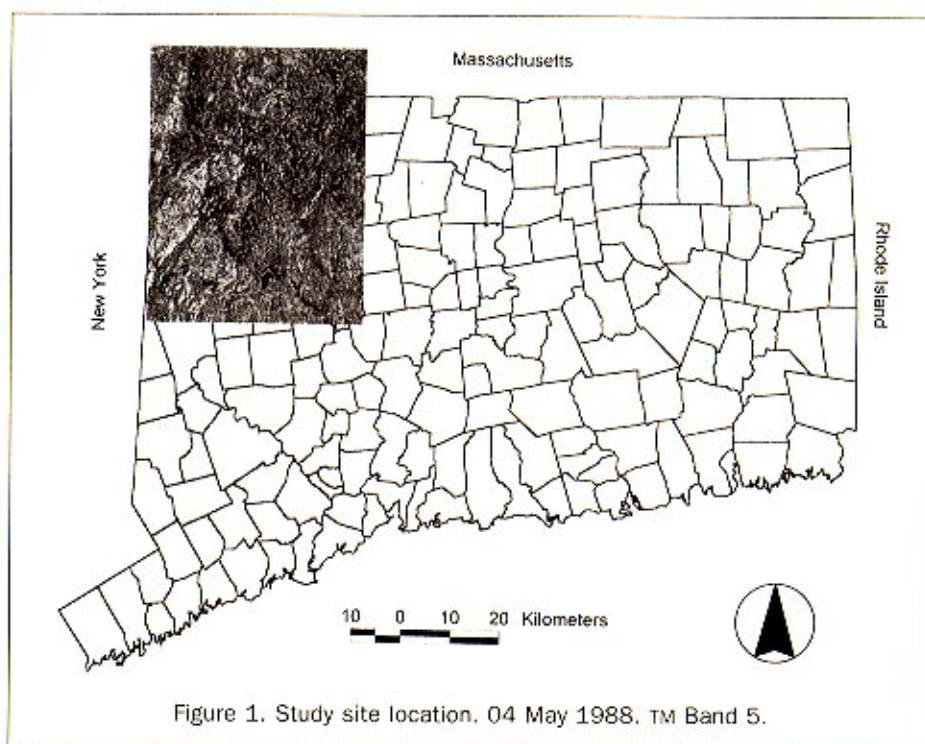 Massachusetts
New York
Rhode Island
10 0 10 20 Kilometers
Figure 1. Study site location. 04 May 1988. TM Band 5.